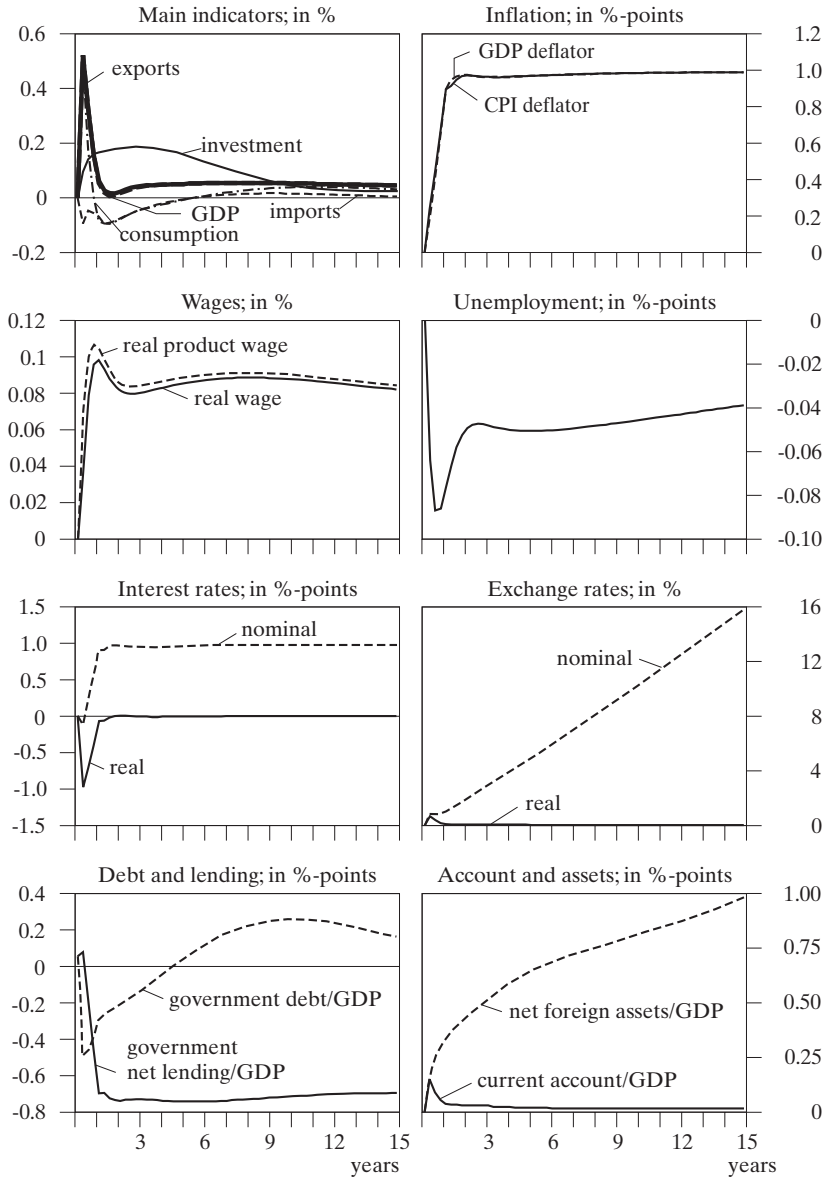 Main indicators; in %
0.6
0.4
0.2
0
-0.2
exports
investment
GDP
imports
consumption
Inflation; in %-points
1.2
1.0
0.8
0.6
0.4
0.2
0
GDP deflator
CPI deflator
Wages; in %
0.12
0.1
0.08
0.06
0.04
0.02
0
real product wage
real wage
Unemployment; in %-points
0
-0.02
-0.04
-0.06
-0.08
-0.10
Interest rates; in %-points
1.5
1.0
0.5
0
-0.5
-1.0
-1.5
nominal
real
Exchange rates; in %
16
12
8
4
0
nominal
real
Debt and lending; in %-points
0.4
0.2
0
-0.2
-0.4
-0.6
-0.8
government debt/GDP
government
net lending/GDP
3 6 9 12 15
years
Account and assets; in %-points
1.00
0.75
0.50
0.25
0
net foreign assets/GDP
current account/GDP
3 6 9 12 15
years